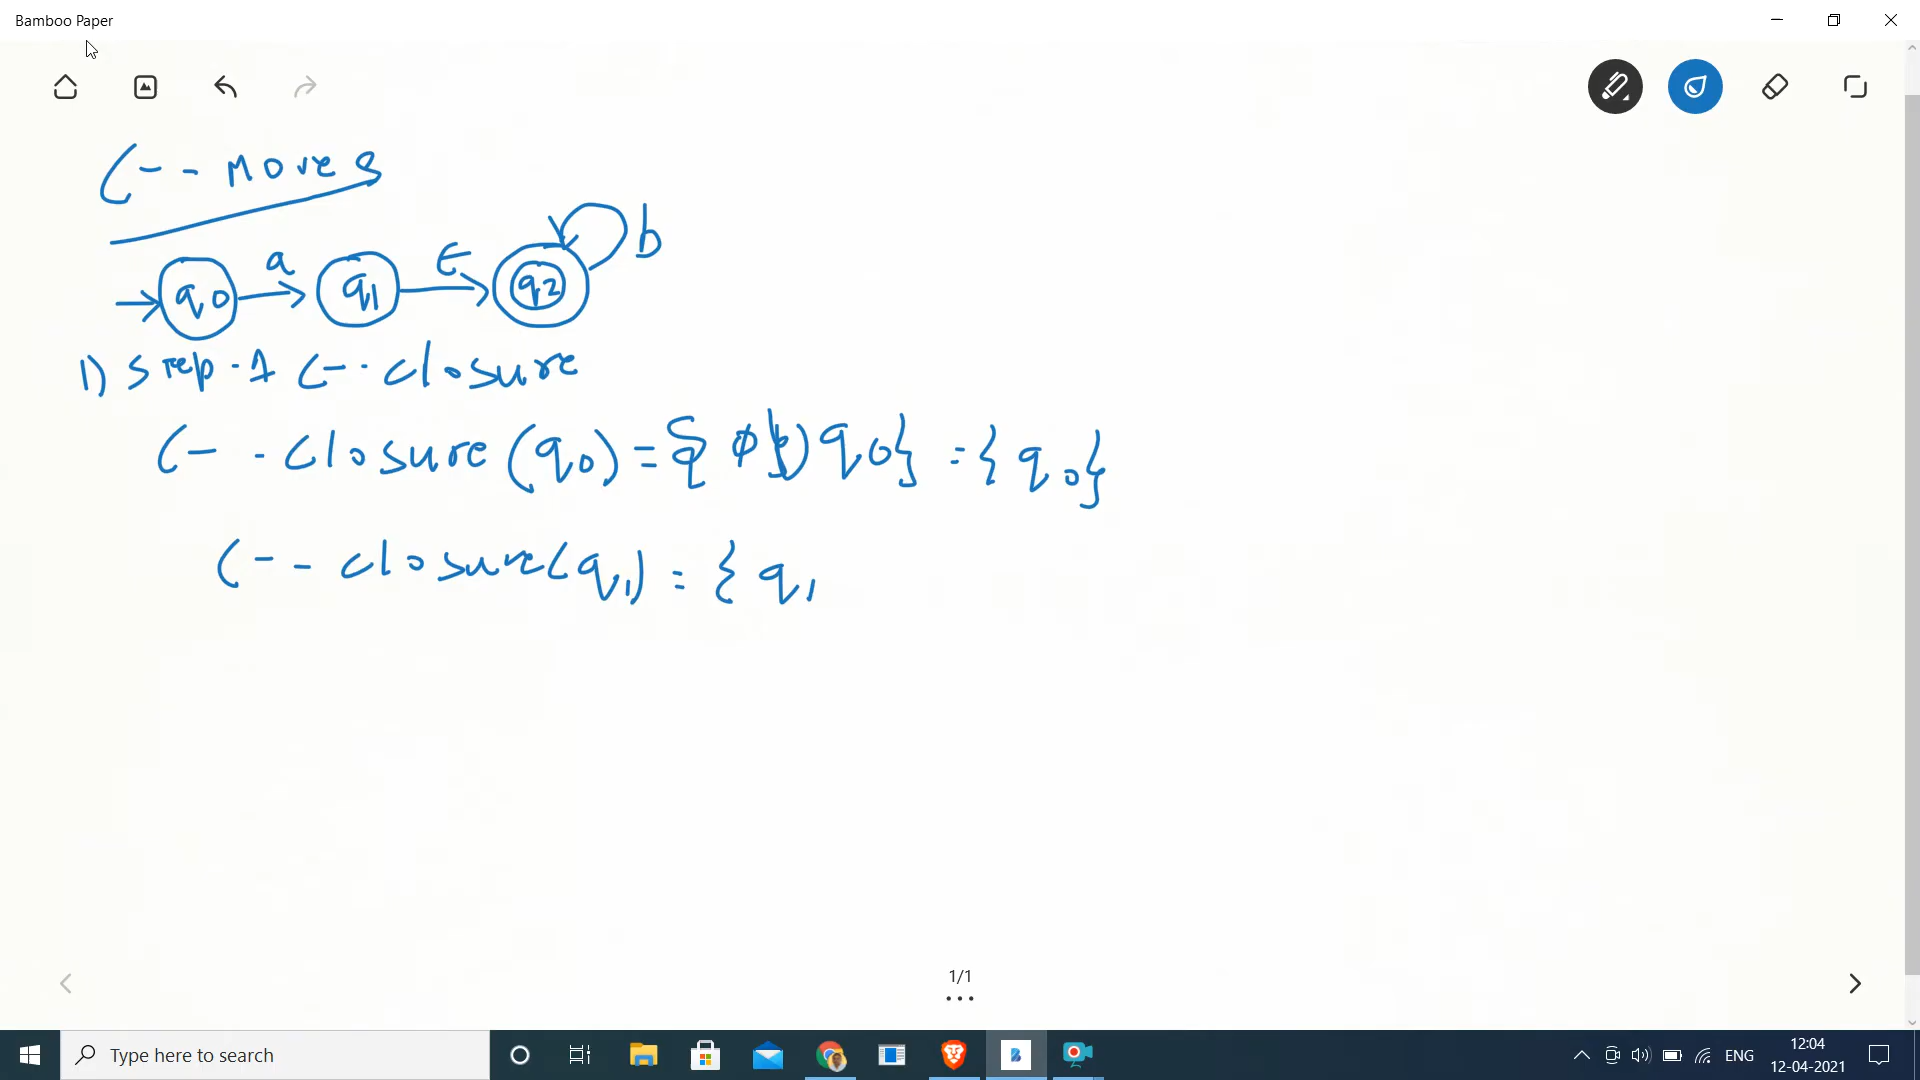 Bamboo Paper
ε - moves
q0 a q1 ε q2 b
1) Step-1 ε-closure
ε-closure(q0) = { ϕ q0} = {q0}
ε-closure(q1) = { q1
1/1
Type here to search
ENG
12:04
12-04-2021